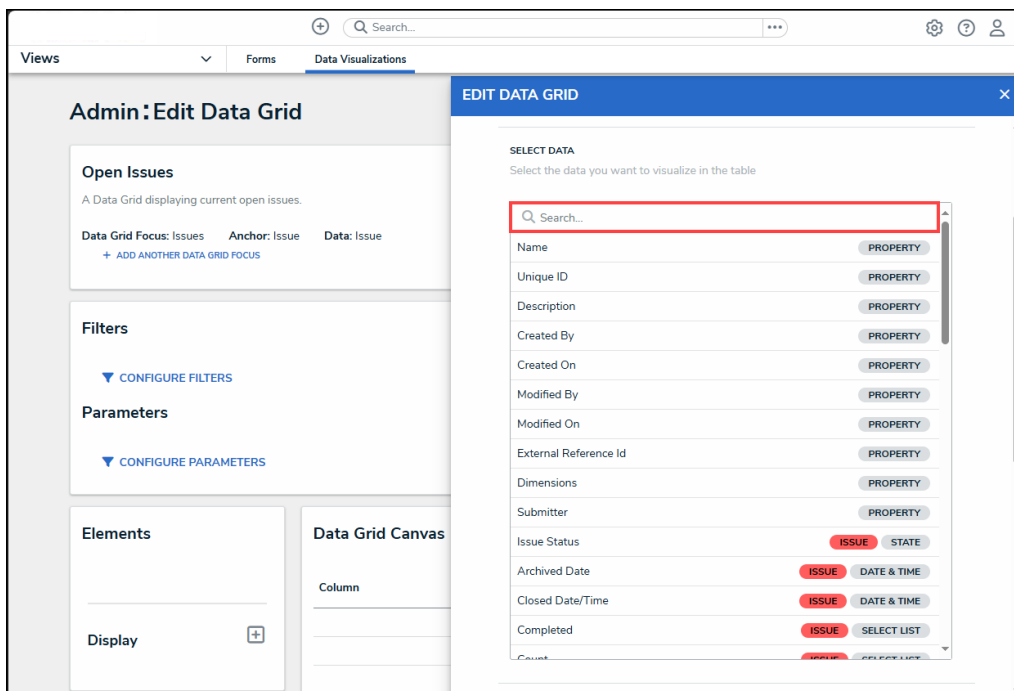 Search...
Views
Forms
Data Visualizations
Admin:Edit Data Grid
Open Issues
A Data Grid displaying current open issues.
Data Grid Focus: Issues Anchor: Issue Data: Issue
+ ADD ANOTHER DATA GRID FOCUS
Filters
CONFIGURE FILTERS
Parameters
CONFIGURE PARAMETERS
Elements
Display
Data Grid Canvas
Column
EDIT DATA GRID
SELECT DATA
Select the data you want to visualize in the table
Search...
Name PROPERTY
Unique ID PROPERTY
Description PROPERTY
Created By PROPERTY
Created On PROPERTY
Modified By PROPERTY
Modified On PROPERTY
External Reference Id PROPERTY
Dimensions PROPERTY
Submitter PROPERTY
Issue Status ISSUE STATE
Archived Date ISSUE DATE & TIME
Closed Date/Time ISSUE DATE & TIME
Completed ISSUE SELECT LIST
Count ISSUE SELECT LIST